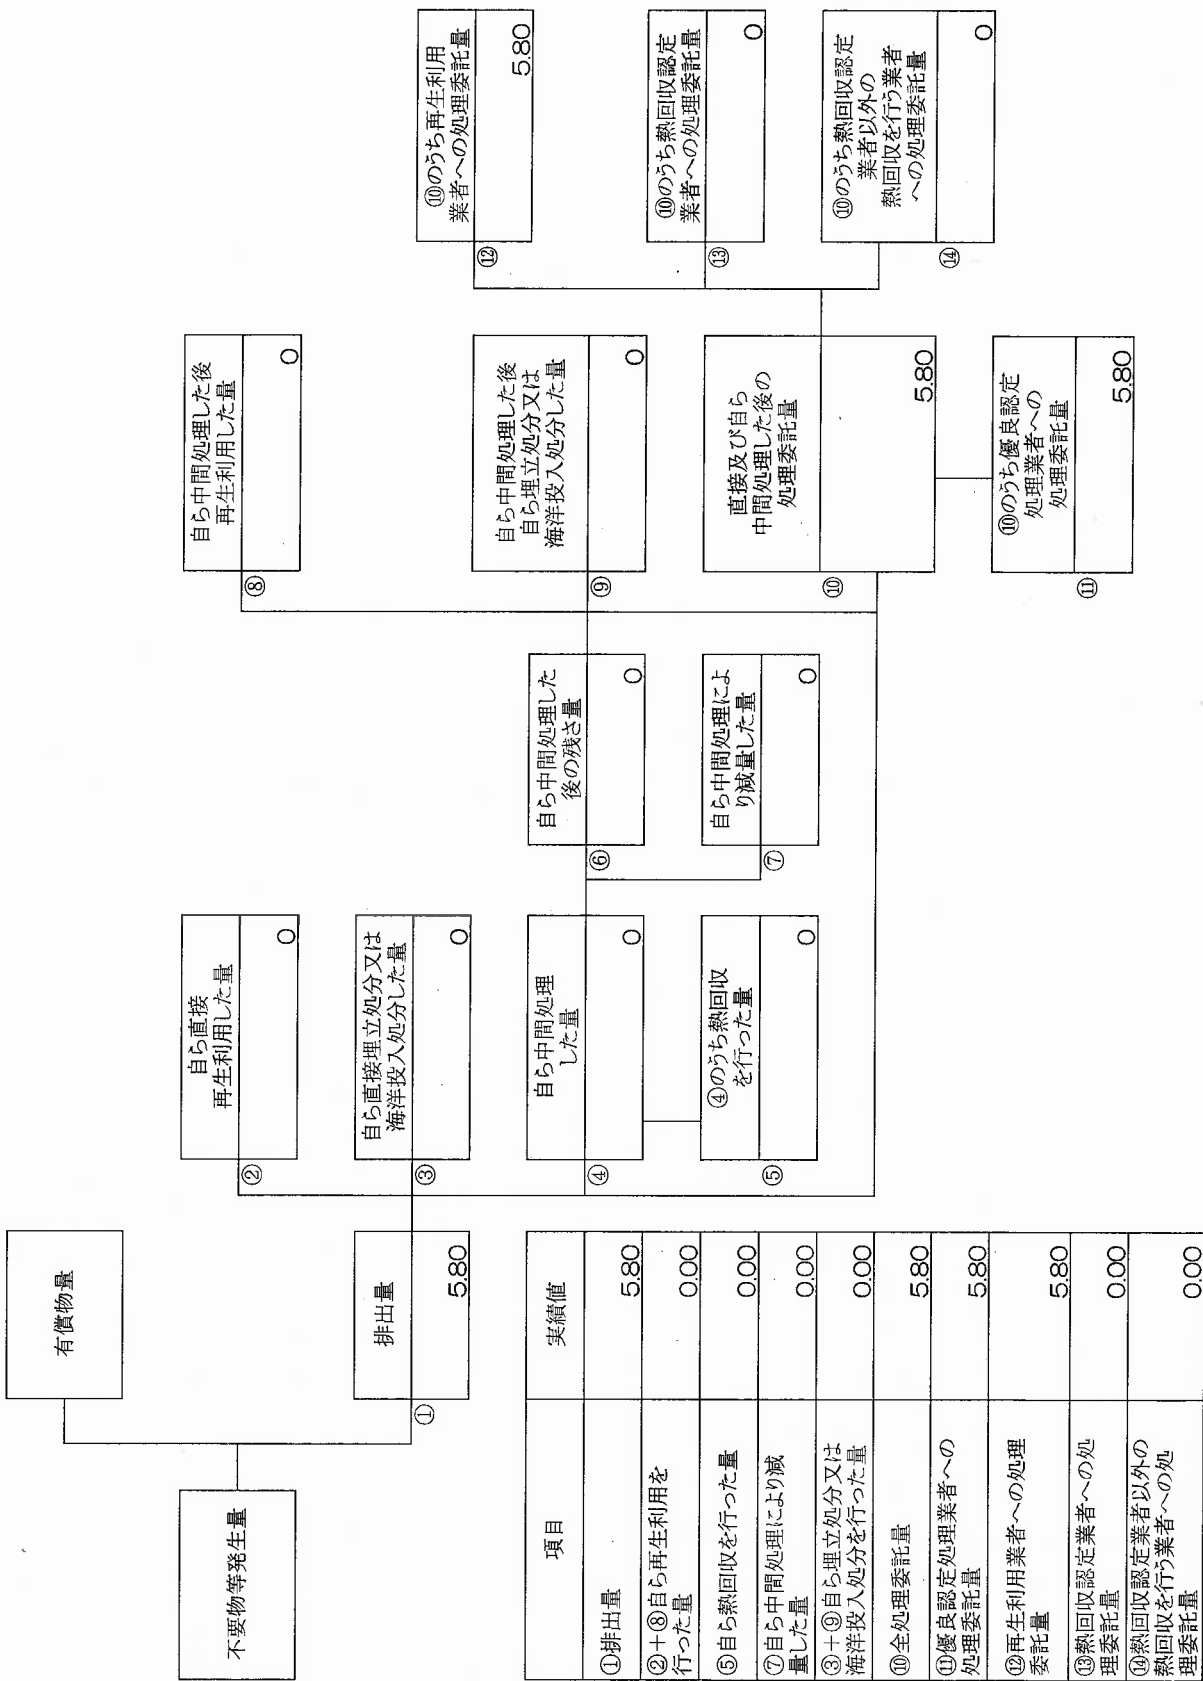 不要物等発生量
有償物量
①
排出量
5.80
②
自ら直接
再生利用した量
0
③
自ら直接埋立処分又は
海洋投入処分した量
0
④
自ら中間処理
した量
0
⑤
④のうち熱回収
を行った量
0
⑥
自ら中間処理した
後の残さ量
0
⑦
自ら中間処理によ
り減量した量
0
⑧
自ら中間処理した後
再生利用した量
0
⑨
自ら中間処理した後
自ら埋立処分又は
海洋投入処分した量
0
⑩
直接及び自ら
中間処理した後の
処理委託量
5.80
⑪
⑩のうち優良認定
処理業者への
処理委託量
5.80
⑫
⑩のうち再生利用
業者への処理委託量
5.80
⑬
⑩のうち熱回収認定
業者への処理委託量
0
⑭
⑩のうち熱回収認定
業者以外の
熱回収を行う業者
への処理委託量
0
項目 実績値
①排出量 5.80
②+⑧自ら再生利用を
行った量 0.00
⑤自ら熱回収を行った量 0.00
⑦自ら中間処理により減
量した量 0.00
③+⑨自ら埋立処分又は
海洋投入処分を行った量 0.00
⑩全処理委託量 5.80
⑪優良認定処理業者への
処理委託量 5.80
⑫再生利用業者への処理
委託量 5.80
⑬熱回収認定業者への処
理委託量 0.00
⑭熱回収認定業者以外の
熱回収を行う業者への処
理委託量 0.00